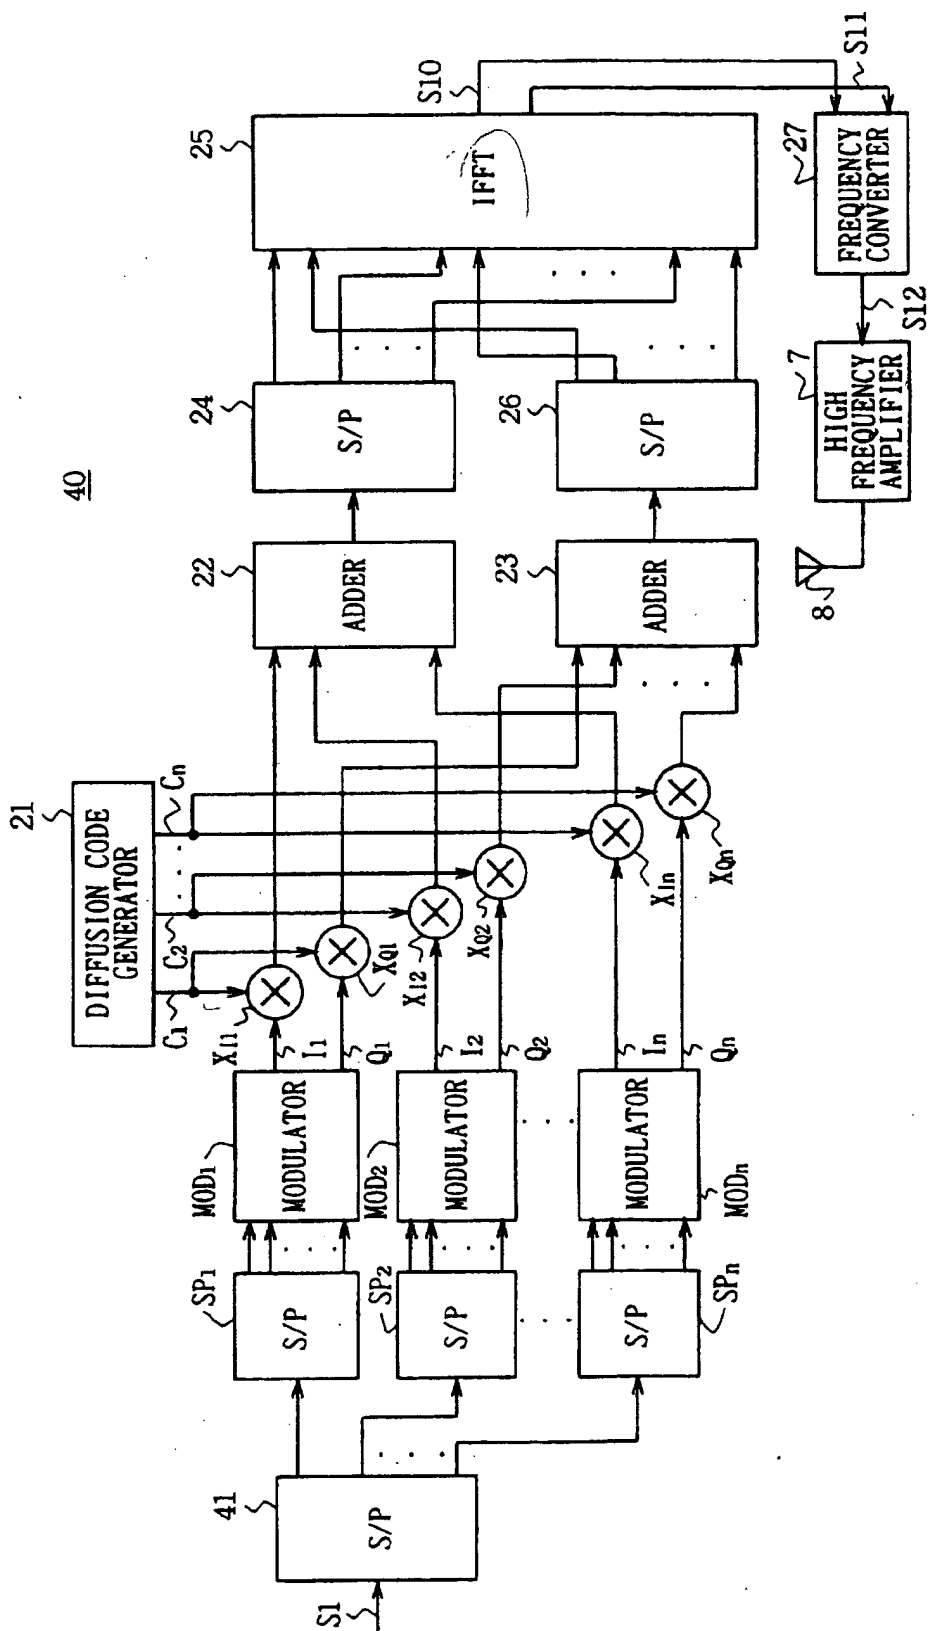 40
S1
41
S/P
SP1
S/P
SP2
S/P
SPn
S/P
MOD1
MODULATOR
MOD2
MODULATOR
MODn
MODULATOR
21
DIFFUSION CODE
GENERATOR
C1
C2
Cn
I1
Q1
I2
Q2
In
Qn
XI1
XQ1
XI2
XQ2
XIn
XQn
22
ADDER
23
ADDER
24
S/P
26
S/P
25
IFFT
S10
S11
27
FREQUENCY
CONVERTER
S12
7
HIGH
FREQUENCY
AMPLIFIER
8